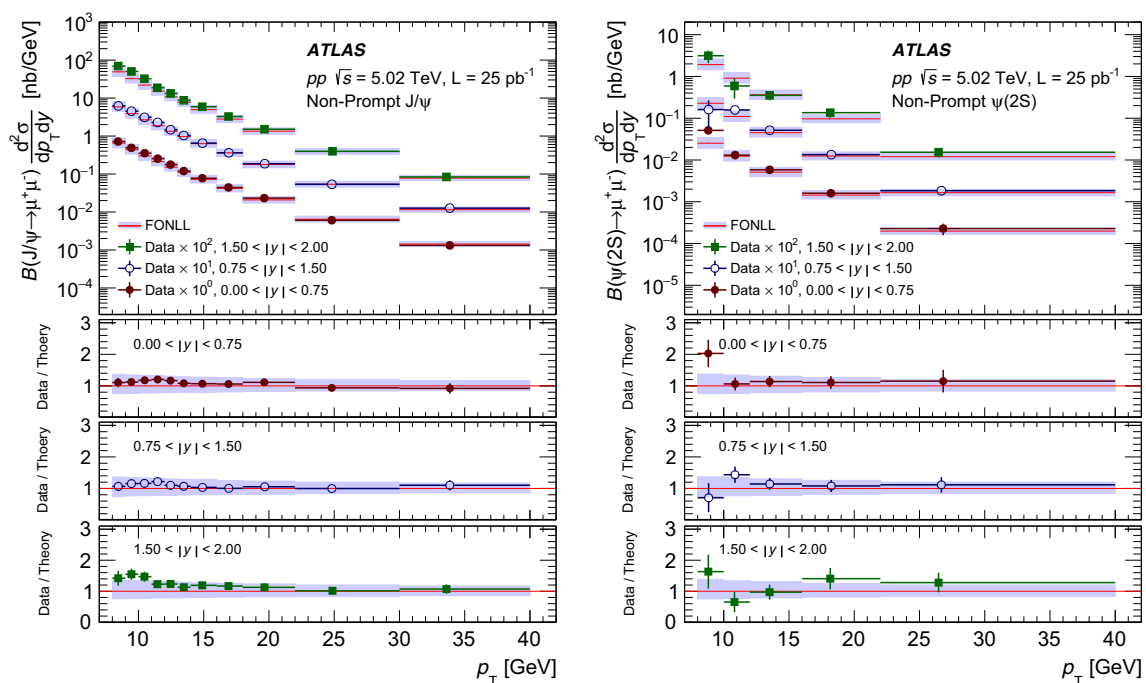 B(J/ψ→μ⁺μ⁻) d²σ/dp_T dy [nb/GeV]
10³
10²
10
1
10⁻¹
10⁻²
10⁻³
10⁻⁴
ATLAS
pp √s = 5.02 TeV, L = 25 pb⁻¹
Non-Prompt J/ψ
FONLL
Data × 10², 1.50 < |y| < 2.00
Data × 10¹, 0.75 < |y| < 1.50
Data × 10⁰, 0.00 < |y| < 0.75
Data / Thoery
3
2
1
0.00 < |y| < 0.75
Data / Thoery
3
2
1
0.75 < |y| < 1.50
Data / Theory
3
2
1
0
1.50 < |y| < 2.00
10 15 20 25 30 35 40
p_T [GeV]
B(ψ(2S)→μ⁺μ⁻) d²σ/dp_T dy [nb/GeV]
10
1
10⁻¹
10⁻²
10⁻³
10⁻⁴
10⁻⁵
ATLAS
pp √s = 5.02 TeV, L = 25 pb⁻¹
Non-Prompt ψ(2S)
FONLL
Data × 10², 1.50 < |y| < 2.00
Data × 10¹, 0.75 < |y| < 1.50
Data × 10⁰, 0.00 < |y| < 0.75
Data / Thoery
3
2
1
0.00 < |y| < 0.75
Data / Thoery
3
2
1
0.75 < |y| < 1.50
Data / Theory
3
2
1
0
1.50 < |y| < 2.00
10 15 20 25 30 35 40
p_T [GeV]